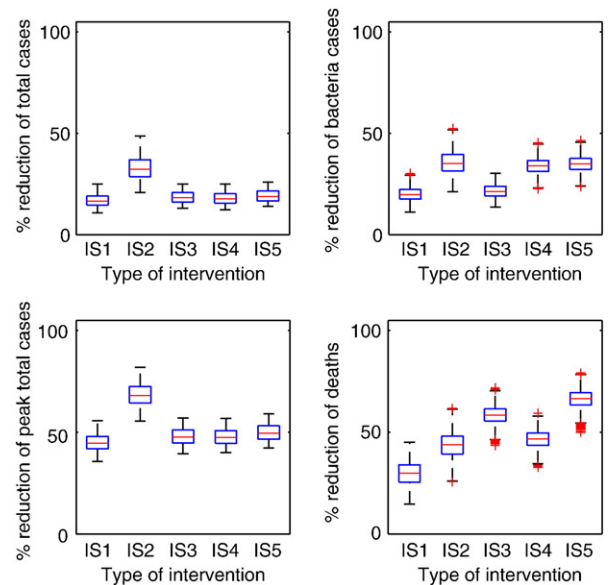 % reduction of total cases
100
50
0
IS1 IS2 IS3 IS4 IS5
Type of intervention
% reduction of bacteria cases
100
50
0
IS1 IS2 IS3 IS4 IS5
Type of intervention
% reduction of peak total cases
100
50
0
IS1 IS2 IS3 IS4 IS5
Type of intervention
% reduction of deaths
100
50
0
IS1 IS2 IS3 IS4 IS5
Type of intervention